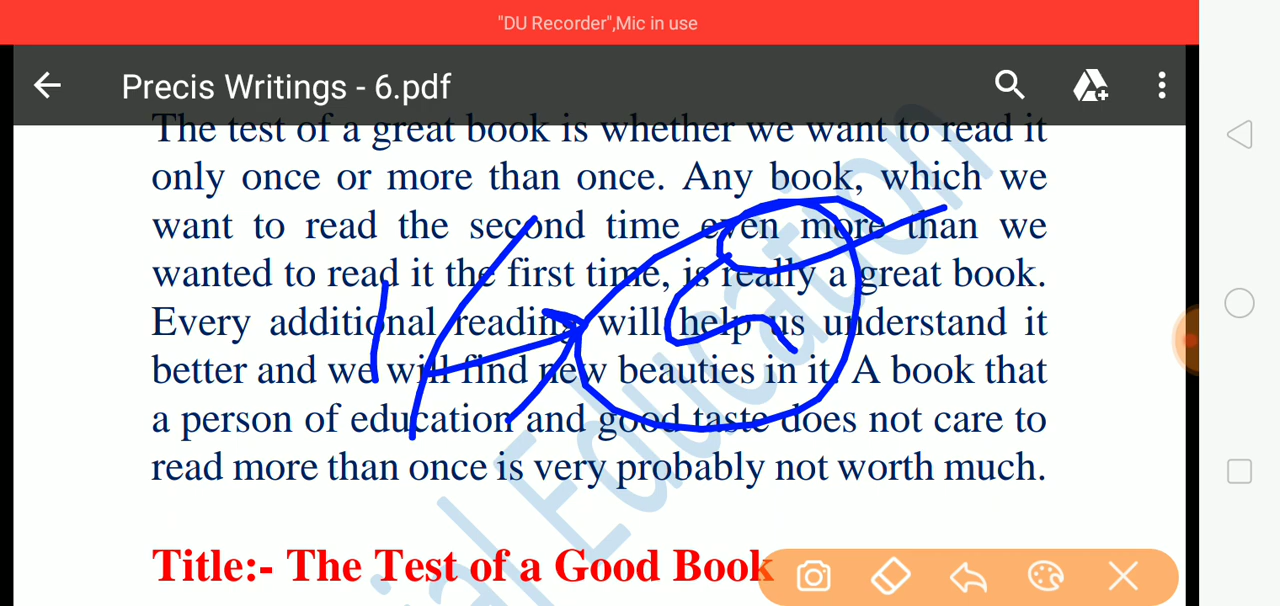 "DU Recorder",Mic in use
Precis Writings - 6.pdf
The test of a great book is whether we want to read it
only once or more than once. Any book, which we
want to read the second time even more than we
wanted to read it the first time, is really a great book.
Every additional reading will help us understand it
better and we will find new beauties in it. A book that
a person of education and good taste does not care to
read more than once is very probably not worth much.
Title:- The Test of a Good Book